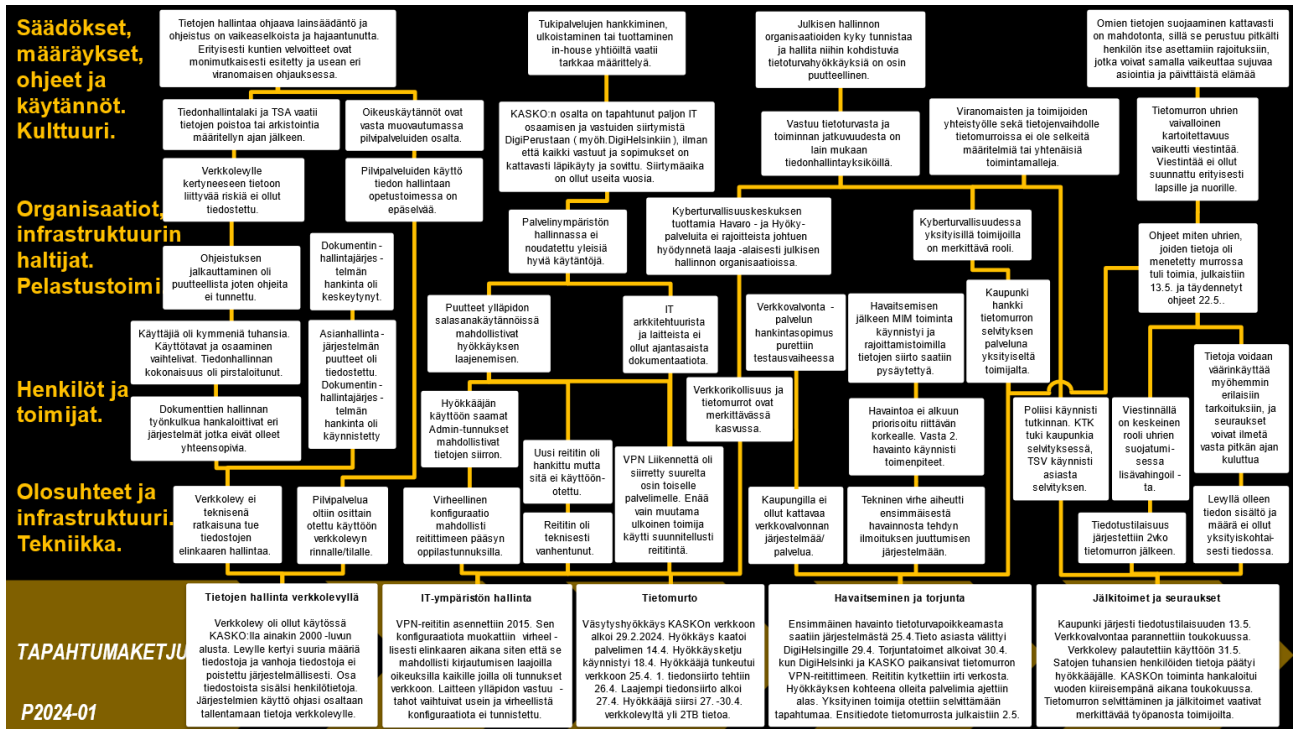 Säädökset,
määräykset,
ohjeet ja
käytännöt.
Kulttuuri.
Tietojen hallintaa ohjaava lainsäädäntö ja
ohjeistus on vaikeaselkoista ja hajaantunutta.
Erityisesti kuntien velvoitteet ovat
monimutkaisesti esitetty ja usean eri
viranomaisen ohjauksessa.
Tukipalvelujen hankkiminen,
ulkoistaminen tai tuottaminen
in-house yhtiöiltä vaatii
tarkkaa määrittelyä.
Julkisen hallinnon
organisaatioiden kyky tunnistaa
ja hallita niihin kohdistuvia
tietoturvahyökkäyksiä on osin
puutteellinen.
Omien tietojen suojaaminen kattavasti
on mahdotonta, sillä se perustuu pitkälti
henkilön itse asettamiin rajoituksiin,
jotka voivat samalla vaikeuttaa sujuvaa
asiointia ja päivittäistä elämää
Tiedonhallintalaki ja TSA vaatii
tietojen poistoa tai arkistointia
määritellyn ajan jälkeen.
Oikeuskäytännöt ovat
vasta muovautumassa
pilvipalveluiden osalta.
KASKO:n osalta on tapahtunut paljon IT
osaamisen ja vastuiden siirtymistä
DigiPerustaan ( myöh.DigiHelsinkiin ), ilman
että kaikki vastuut ja sopimukset on
kattavasti läpikäyty ja sovittu. Siirtymäaika
on ollut useita vuosia.
Vastuu tietoturvasta ja
toiminnan jatkuvuudesta on
lain mukaan
tiedonhallintayksiköillä.
Viranomaisten ja toimijoiden
yhteistyölle sekä tietojenvaihdolle
tietomurroissa ei ole selkeitä
määritelmiä tai yhtenäisiä
toimintamalleja.
Tietomurron uhrien
vaivalloinen
kartoitettavuus
vaikeutti viestintää.
Viestintää ei ollut
suunnattu erityisesti
lapsille ja nuorille.
Verkkolevylle
kertyneeseen tietoon
liittyvää riskiä ei ollut
tiedostettu.
Pilvipalveluiden käyttö
tiedon hallintaan
opetustoimessa on
epäselvää.
Organisaatiot,
infrastruktuurin
haltijat.
Pelastustoimi
Palvelinympäristön
hallinnassa ei
noudatettu yleisiä
hyviä käytäntöjä.
Kyberturvallisuuskeskuksen
tuottamia Havaro - ja Hyöky-
palveluita ei rajoitteista johtuen
hyödynnetä laaja -alaisesti julkisen
hallinnon organisaatioissa.
Kyberturvallisuudessa
yksityisillä toimijoilla
on merkittävä rooli.
Ohjeet miten uhrien,
joiden tietoja oli
menetetty murrossa
tuli toimia, julkaistiin
13.5. ja täydennetyt
ohjeet 22.5..
Ohjeistuksen
jalkauttaminen oli
puutteellista joten ohjeita
ei tunnettu.
Dokumentin -
hallintajärjes -
telmän
hankinta oli
keskeytynyt.
Puutteet ylläpidon
salasanakäytännöissä
mahdollistivat
hyökkäyksen
laajenemisen.
IT
arkkitehtuurista
ja laitteista ei
ollut ajantasaista
dokumentaatiota.
Verkkovalvonta -
palvelun
hankintasopimus
purettiin
testausvaiheessa
Havaitsemisen
jälkeen MIM toiminta
käynnistyi ja
rajoittamistoimilla
tietojen siirto saatiin
pysäytettyä.
Kaupunki
hankki
tietomurron
selvityksen
palveluna
yksityiseltä
toimijalta.
Käyttäjiä oli kymmeniä tuhansia.
Käyttötavat ja osaaminen
vaihtelivat. Tiedonhallinnan
kokonaisuus oli pirstaloitunut.
Asianhallinta-
järjestelmän
puutteet oli
tiedostettu.
Dokumentin -
hallintajärjes -
telmän
hankinta oli
käynnistetty
Henkilöt ja
toimijat.
Tietoja voidaan
väärinkäyttää
myöhemmin
erilaisiin
tarkoituksiin, ja
seuraukset
voivat ilmetä
vasta pitkän ajan
kuluttua
Verkkorikollisuus ja
tietomurrot ovat
merkittävässä
kasvussa.
Hyökkääjän
käyttöön saamat
Admin-tunnukset
mahdollistivat
tietojen siirron.
Dokumenttien hallinnan
työnkulkua hankaloittivat eri
järjestelmät jotka eivät olleet
yhteensopivia.
Havaintoa ei alkuun
priorisoitu riittävän
korkealle. Vasta 2.
havainto käynnisti
toimenpiteet.
Poliisi käynnisti
tutkinnan. KTK
tuki kaupunkia
selvityksessä,
TSV käynnisti
asiasta
selvityksen.
Viestinnällä
on keskeinen
rooli uhrien
suojatumi-
sessa
lisävahingoil -
ta.
Uusi reititin oli
hankittu mutta
sitä ei käyttöön-
otettu.
VPN Liikennettä oli
siirretty suurelta
osin toiselle
palvelimelle. Enää
vain muutama
ulkoinen toimija
käytti suunnitellusti
reititintä.
Olosuhteet ja
infrastruktuuri.
Tekniikka.
Verkkolevy ei
teknisenä
ratkaisuna tue
tiedostojen
elinkaaren hallintaa.
Pilvipalvelua
oltiin osittain
otettu käyttöön
verkkolevyn
rinnalle/tilalle.
Virheellinen
konfiguraatio
mahdollisti
reitittimeen pääsyn
oppilastunnuksilla.
Reititin oli
teknisesti
vanhentunut.
Kaupungilla ei
ollut kattavaa
verkkovalvonnan
järjestelmää/
palvelua.
Tekninen virhe aiheutti
ensimmäisestä
havainnosta tehdyn
ilmoituksen juuttumisen
järjestelmään.
Tiedotustilaisuus
järjestettiin 2vko
tietomurron jälkeen.
Levyllä olleen
tiedon sisältö ja
määrä ei ollut
yksityiskohtai-
sesti tiedossa.
TAPAHTUMAKETJU
P2024-01
Tietojen hallinta verkkolevyllä
Verkkolevy oli ollut käytössä
KASKO:lla ainakin 2000 -luvun
alusta. Levylle kertyi suuria määriä
tiedostoja ja vanhoja tiedostoja ei
poistettu järjestelmällisesti. Osa
tiedostoista sisälsi henkilötietoja.
Järjestelmien käyttö ohjasi osaltaan
tallentamaan tietoja verkkolevylle.
IT-ympäristön hallinta
VPN-reititin asennettiin 2015. Sen
konfiguraatiota muokattiin virheel -
lisesti elinkaaren aikana siten että se
mahdollisti kirjautumisen laajoilla
oikeuksilla kaikille joilla oli tunnukset
verkkoon. Laitteen ylläpidon vastuu -
tahot vaihtuivat usein ja virheellistä
konfiguraatiota ei tunnistettu.
Tietomurto
Väsytyshyökkäys KASKOn verkkoon
alkoi 29.2.2024. Hyökkäys kaatoi
palvelimen 14.4. Hyökkäysketju
käynnistyi 18.4. Hyökkääjä tunkeutui
verkkoon 25.4. 1. tiedonsiirto tehtiin
26.4. Laajempi tiedonsiirto alkoi
27.4. Hyökkääjä siirsi 27. -30.4.
verkkolevyltä yli 2TB tietoa.
Havaitseminen ja torjunta
Ensimmäinen havainto tietoturvapoikkeamasta
saatiin järjestelmästä 25.4.Tieto asiasta välittyi
DigiHelsingille 29.4. Torjuntatoimet alkoivat 30.4.
kun DigiHelsinki ja KASKO paikansivat tietomurron
VPN-reitittimeen. Reititin kytkettiin irti verkosta.
Hyökkäyksen kohteena olleita palvelimia ajettiin
alas. Yksityinen toimija otettiin selvittämään
tapahtumaa. Ensitiedote tietomurrosta julkaistiin 2.5.
Jälkitoimet ja seuraukset
Kaupunki järjesti tiedotustilaisuuden 13.5.
Verkkovalvontaa parannettiin toukokuussa.
Verkkolevy palautettiin käyttöön 31.5.
Satojen tuhansien henkilöiden tietoja päätyi
hyökkääjälle. KASKOn toiminta hankaloitui
vuoden kiireisempänä aikana toukokuussa.
Tietomurron selvittäminen ja jälkitoimet vaativat
merkittävää työpanosta toimijoilta.